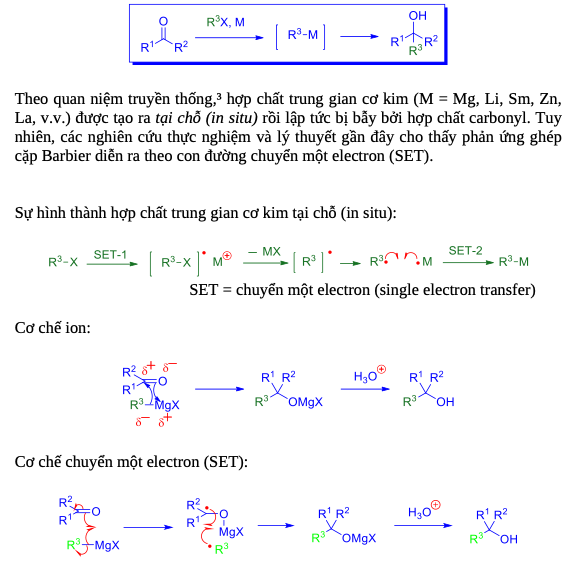 O
R¹ R² R³X, M [ R³-M ] OH
R¹ R² R³
Theo quan niệm truyền thống,³ hợp chất trung gian cơ kim (M = Mg, Li, Sm, Zn,
La, v.v.) được tạo ra tại chỗ (in situ) rồi lập tức bị bẫy bởi hợp chất carbonyl. Tuy
nhiên, các nghiên cứu thực nghiệm và lý thuyết gần đây cho thấy phản ứng ghép
cặp Barbier diễn ra theo con đường chuyển một electron (SET).
Sự hình thành hợp chất trung gian cơ kim tại chỗ (in situ):
R³-X SET-1 [ R³-X ]• M⊕ − MX [ R³ ]• R³• •M SET-2 R³-M
SET = chuyển một electron (single electron transfer)
Cơ chế ion:
R² δ+ δ−
R¹ O R¹ R² H₃O⊕ R¹ R²
R³ MgX R³ OMgX R³ OH
δ− δ+
Cơ chế chuyển một electron (SET):
R² O R² • O R¹ R² H₃O⊕ R¹ R²
R¹ R¹ MgX R³ OMgX R³ OH
R³ MgX •R³